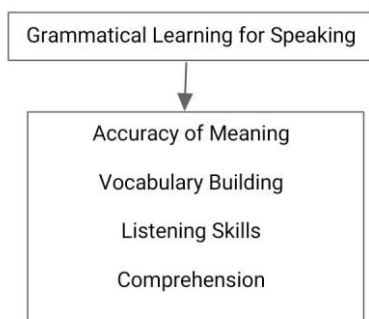 Grammatical Learning for Speaking
Accuracy of Meaning
Vocabulary Building
Listening Skills
Comprehension